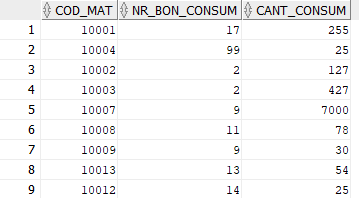 COD_MAT NR_BON_CONSUM CANT_CONSUM
1 10001 17 255
2 10004 99 25
3 10002 2 127
4 10003 2 427
5 10007 9 7000
6 10008 11 78
7 10009 9 30
8 10013 13 54
9 10012 14 25